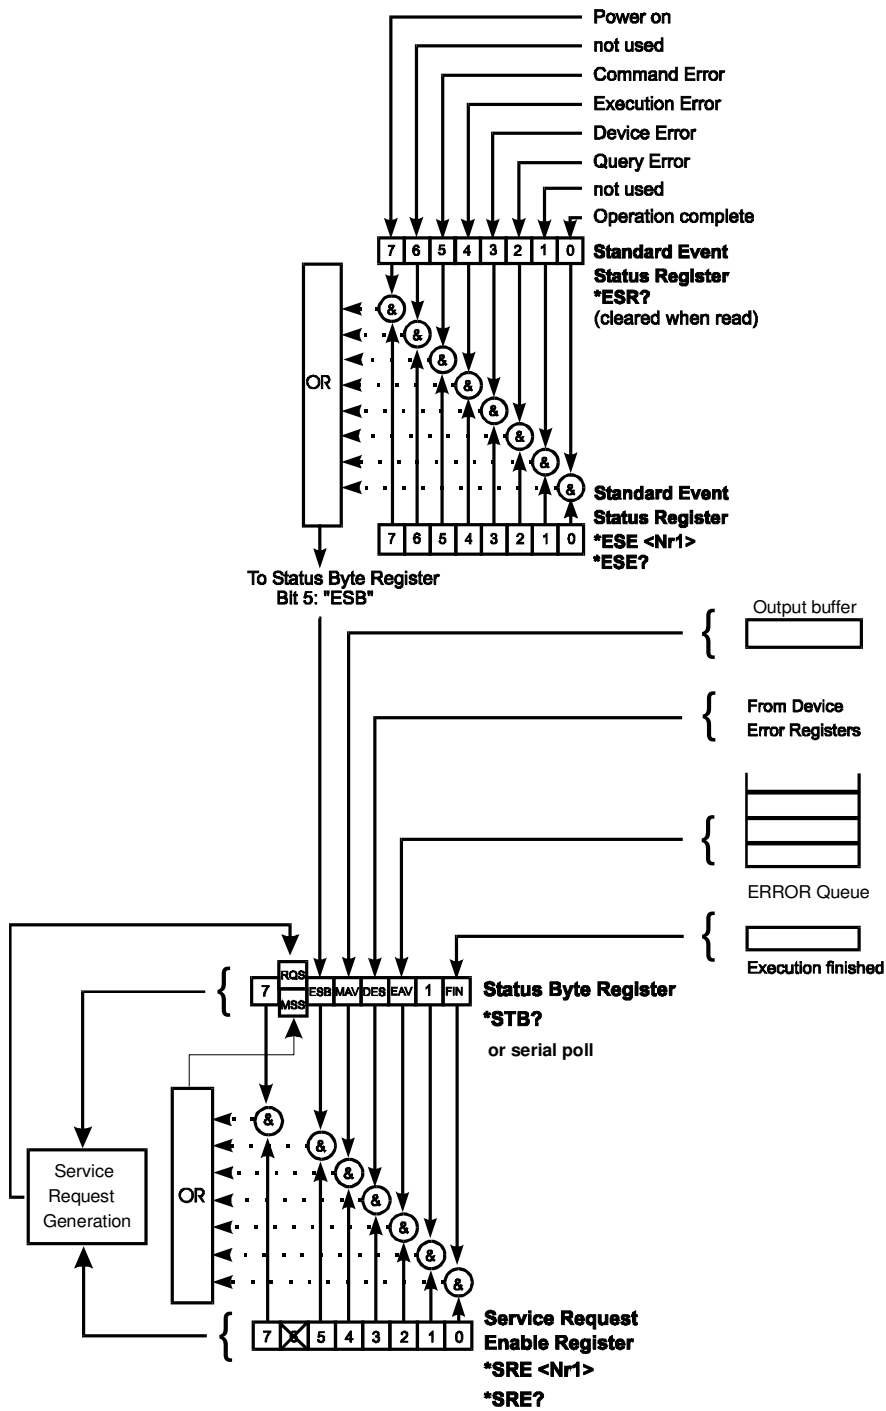 Power on
not used
Command Error
Execution Error
Device Error
Query Error
not used
Operation complete
7 6 5 4 3 2 1 0
Standard Event
Status Register
*ESR?
(cleared when read)
&
&
&
&
&
&
&
&
OR
Standard Event
Status Register
*ESE <Nr1>
*ESE?
7 6 5 4 3 2 1 0
To Status Byte Register
Bit 5: "ESB"
Output buffer
{
From Device
Error Registers
{
{
ERROR Queue
{
Execution finished
{
7 RQS MSS ESB MAV DES EAV 1 FIN
Status Byte Register
*STB?
or serial poll
&
&
&
&
&
&
&
OR
Service
Request
Generation
{
7 6 5 4 3 2 1 0
Service Request
Enable Register
*SRE <Nr1>
*SRE?